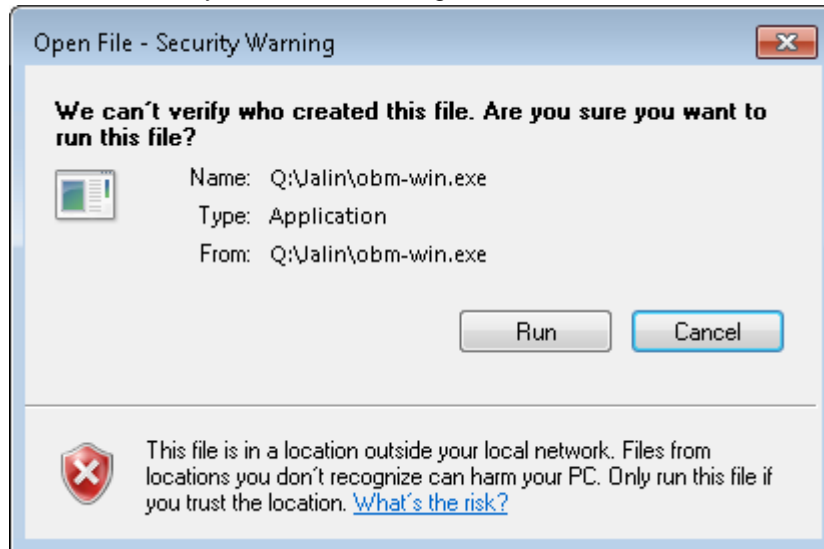 Open File - Security Warning
We can´t verify who created this file. Are you sure you want to
run this file?
Name: Q:\Jalin\obm-win.exe
Type: Application
From: Q:\Jalin\obm-win.exe
Run Cancel
This file is in a location outside your local network. Files from
locations you don´t recognize can harm your PC. Only run this file if
you trust the location. What´s the risk?